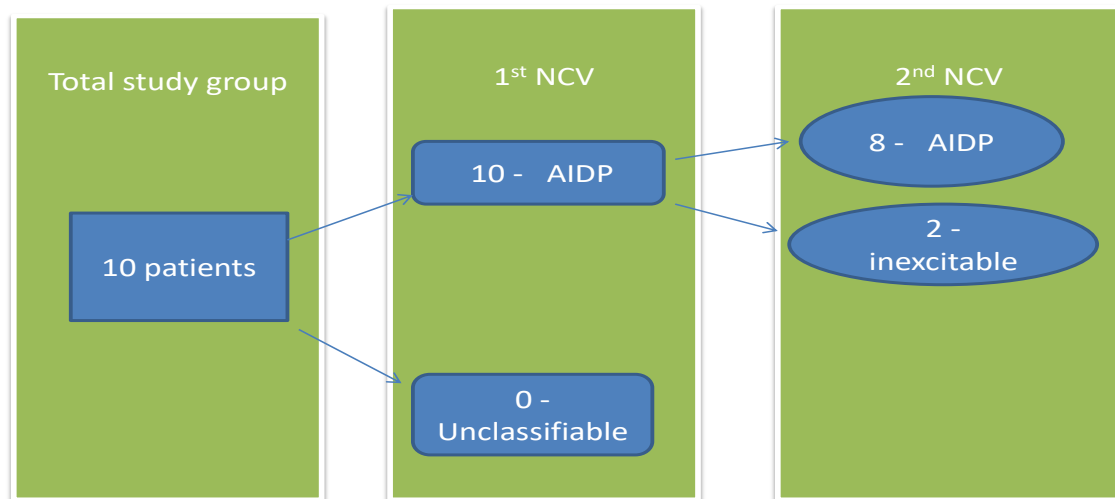 Total study group
10 patients
1st NCV
10 - AIDP
0 -
Unclassifiable
2nd NCV
8 - AIDP
2 -
inexcitable